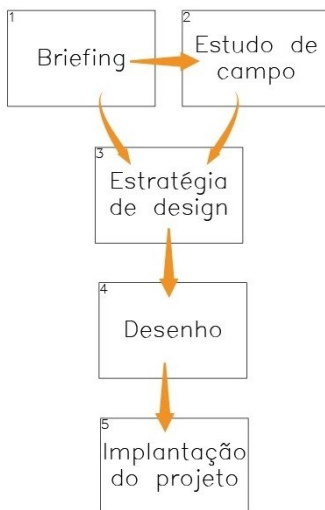 1
Briefing
2
Estudo de
campo
3
Estratégia
de design
4
Desenho
5
Implantação
do projeto